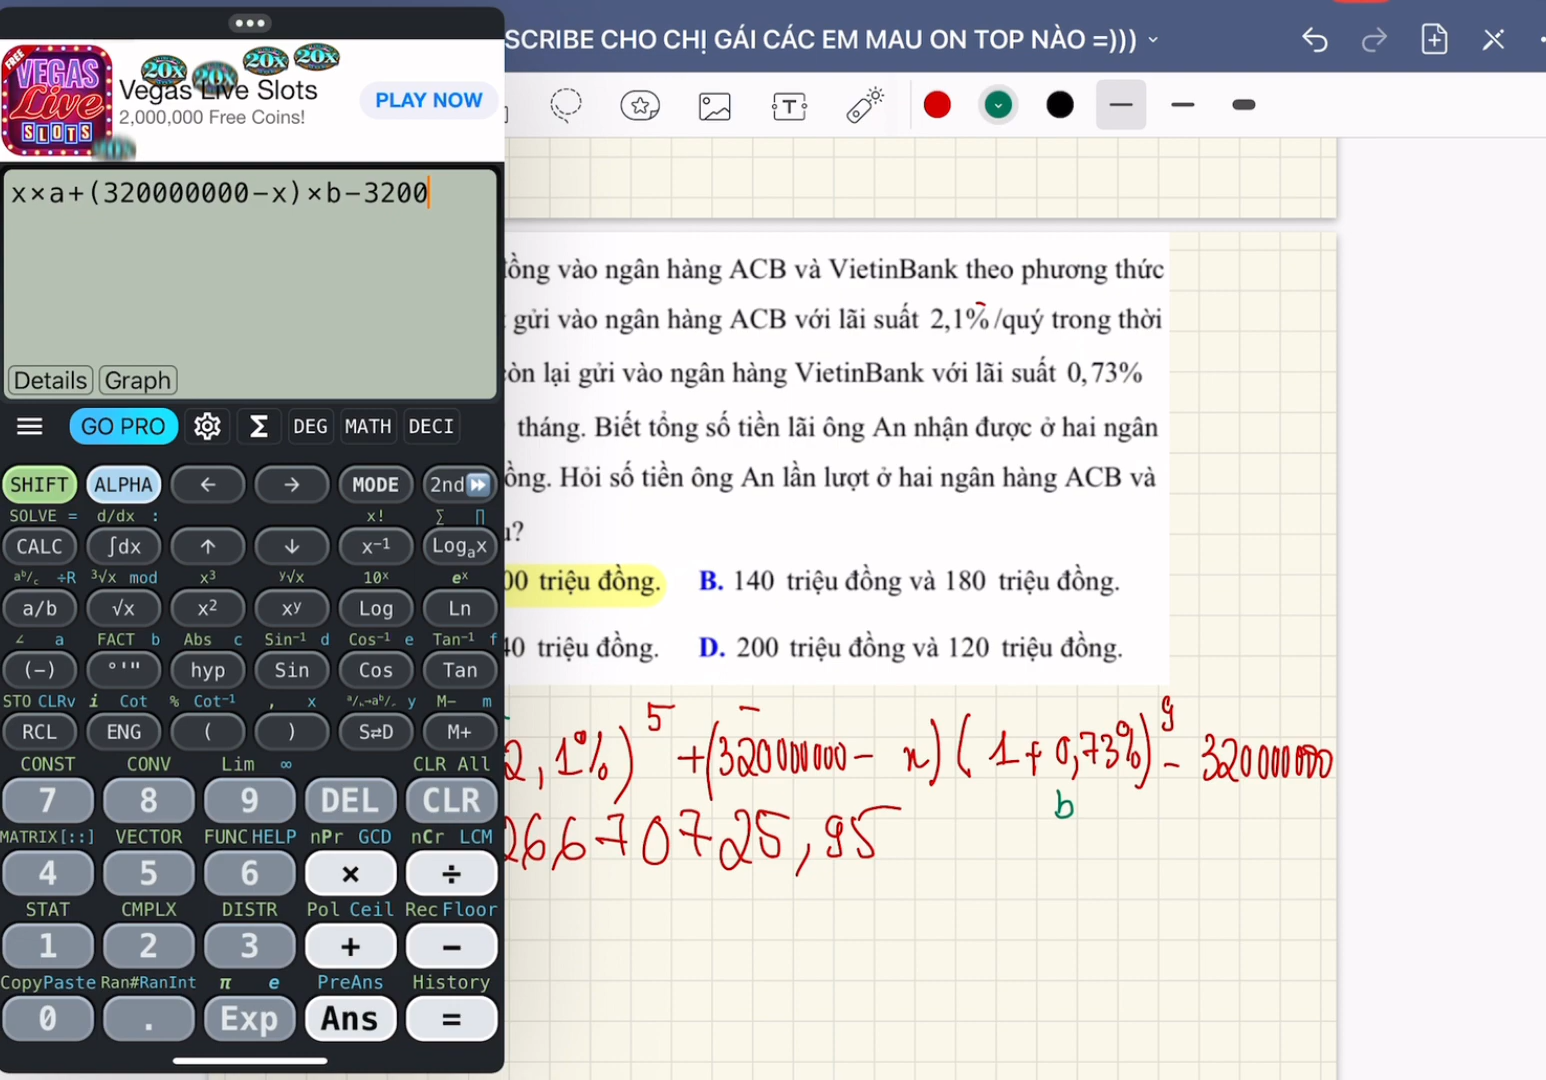 SCRIBE CHO CHỊ GÁI CÁC EM MAU ON TOP NÀO =)))
FREE
VEGAS
Live
SLOTS
20x 20x 20x 20x
Vegas Live Slots
2,000,000 Free Coins!
PLAY NOW
T
x×a+(320000000−x)×b−3200
Details Graph
GO PRO Σ DEG MATH DECI
SHIFT ALPHA ← → MODE 2nd
SOLVE = d/dx : x! ∑ ∏
CALC ∫dx ↑ ↓ x⁻¹ Logₐx
aᵇ/c ÷R ³√x mod x³ ʸ√x 10ˣ eˣ
a/b √x x² xʸ Log Ln
∠ a FACT b Abs c Sin⁻¹ d Cos⁻¹ e Tan⁻¹ f
(−) °'" hyp Sin Cos Tan
STO CLRv i Cot % Cot⁻¹ , x y M− m
RCL ENG ( ) S⇄D M+
CONST CONV Lim ∞ CLR All
7 8 9 DEL CLR
MATRIX[::] VECTOR FUNC HELP nPr GCD nCr LCM
4 5 6 × ÷
STAT CMPLX DISTR Pol Ceil Rec Floor
1 2 3 + −
Copy Paste Ran# RanInt π e PreAns History
0 . Exp Ans =
ồng vào ngân hàng ACB và VietinBank theo phương thức
gửi vào ngân hàng ACB với lãi suất 2,1%/quý trong thời
òn lại gửi vào ngân hàng VietinBank với lãi suất 0,73%
tháng. Biết tổng số tiền lãi ông An nhận được ở hai ngân
ồng. Hỏi số tiền ông An lần lượt ở hai ngân hàng ACB và
?
00 triệu đồng. B. 140 triệu đồng và 180 triệu đồng.
40 triệu đồng. D. 200 triệu đồng và 120 triệu đồng.
2,1%)⁵ + (320000000 − x)(1 + 0,73%)⁹ − 320000000
b
26670725,95